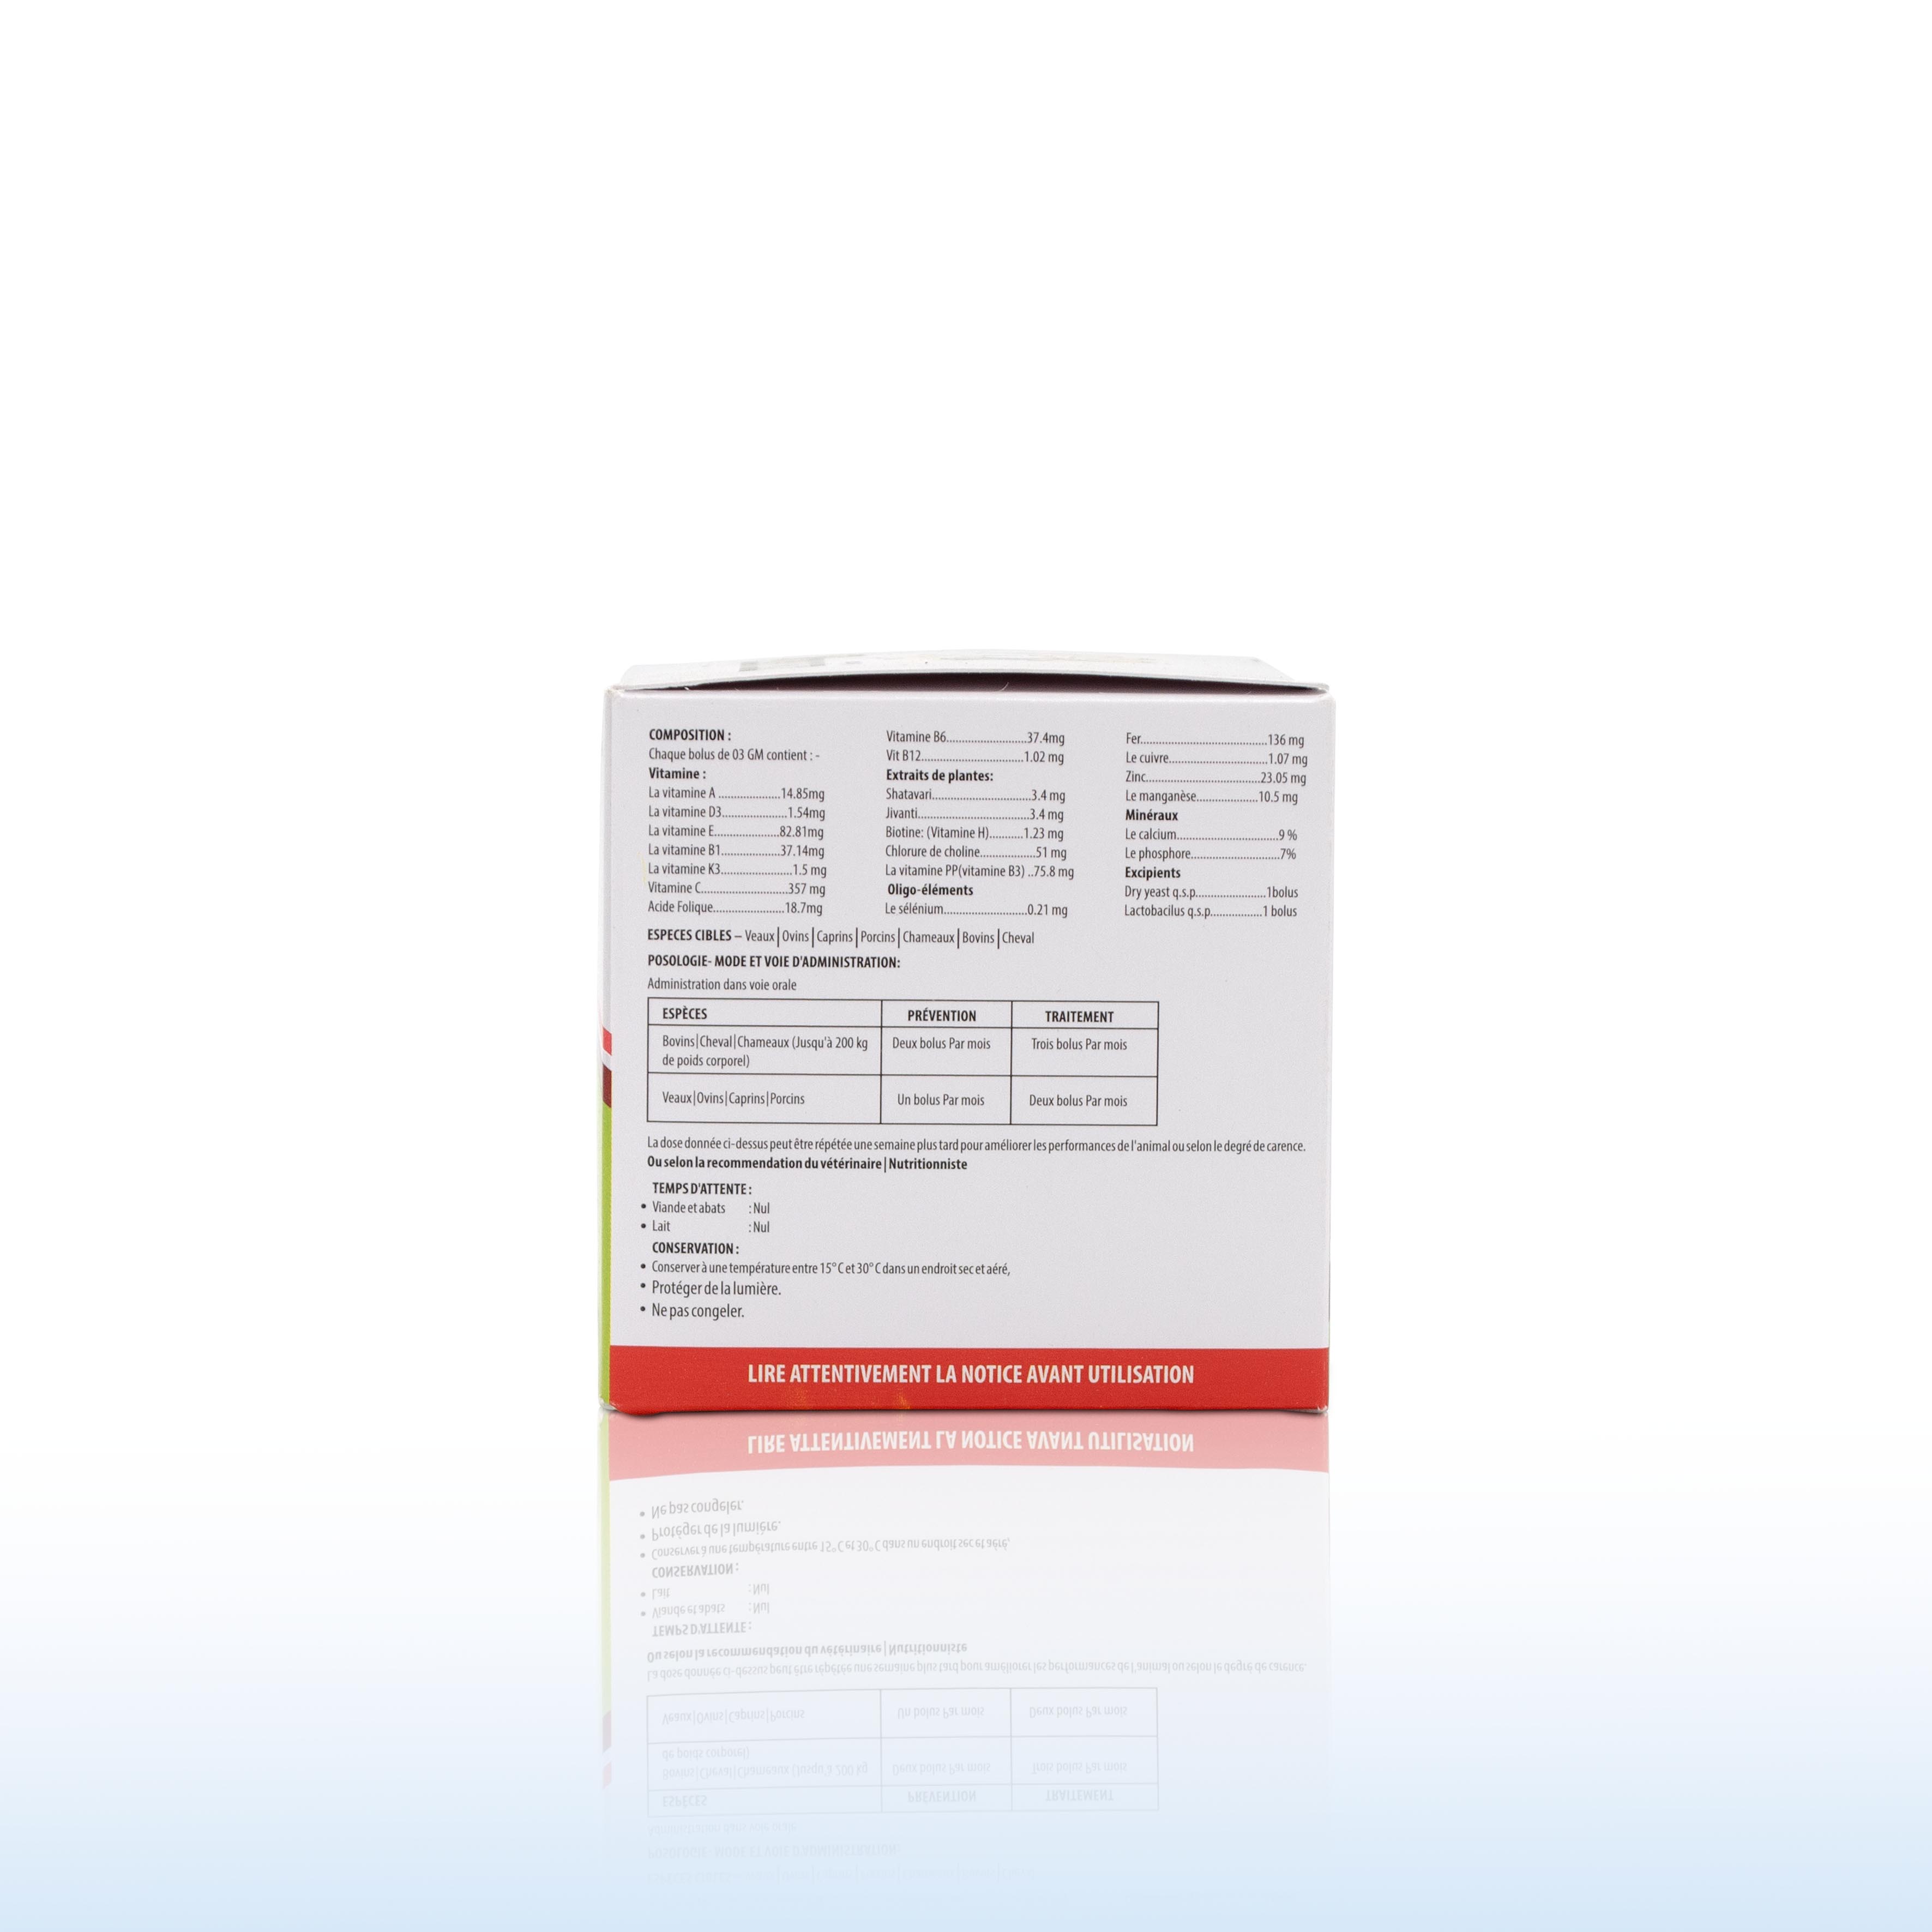 COMPOSITION :
Chaque bolus de 03 GM contient : -
Vitamine :
La vitamine A ....................14.85mg
La vitamine D3.....................1.54mg
La vitamine E.....................82.81mg
La vitamine B1...................37.14mg
La vitamine K3.......................1.5 mg
Vitamine C............................357 mg
Acide Folique.......................18.7mg
Vitamine B6..........................37.4mg
Vit B12.................................1.02 mg
Extraits de plantes:
Shatavari................................3.4 mg
Jivanti....................................3.4 mg
Biotine: (Vitamine H)...........1.23 mg
Chlorure de choline..................51 mg
La vitamine PP(vitamine B3) ..75.8 mg
Oligo-éléments
Le sélénium...........................0.21 mg
Fer.........................................136 mg
Le cuivre................................1.07 mg
Zinc.....................................23.05 mg
Le manganèse....................10.5 mg
Minéraux
Le calcium.................................9 %
Le phosphore.............................7%
Excipients
Dry yeast q.s.p.......................1bolus
Lactobacilus q.s.p.................1 bolus
ESPECES CIBLES – Veaux|Ovins|Caprins|Porcins|Chameaux|Bovins|Cheval
POSOLOGIE- MODE ET VOIE D'ADMINISTRATION:
Administration dans voie orale
ESPÈCES PRÉVENTION TRAITEMENT
Bovins|Cheval|Chameaux (Jusqu'à 200 kg
de poids corporel) Deux bolus Par mois Trois bolus Par mois
Veaux|Ovins|Caprins|Porcins Un bolus Par mois Deux bolus Par mois
La dose donnée ci-dessus peut être répétée une semaine plus tard pour améliorer les performances de l'animal ou selon le degré de carence.
Ou selon la recommendation du vétérinaire|Nutritionniste
TEMPS D'ATTENTE :
• Viande et abats : Nul
• Lait : Nul
CONSERVATION :
• Conserver à une température entre 15°C et 30°C dans un endroit sec et aéré,
• Protéger de la lumière.
• Ne pas congeler.
LIRE ATTENTIVEMENT LA NOTICE AVANT UTILISATION